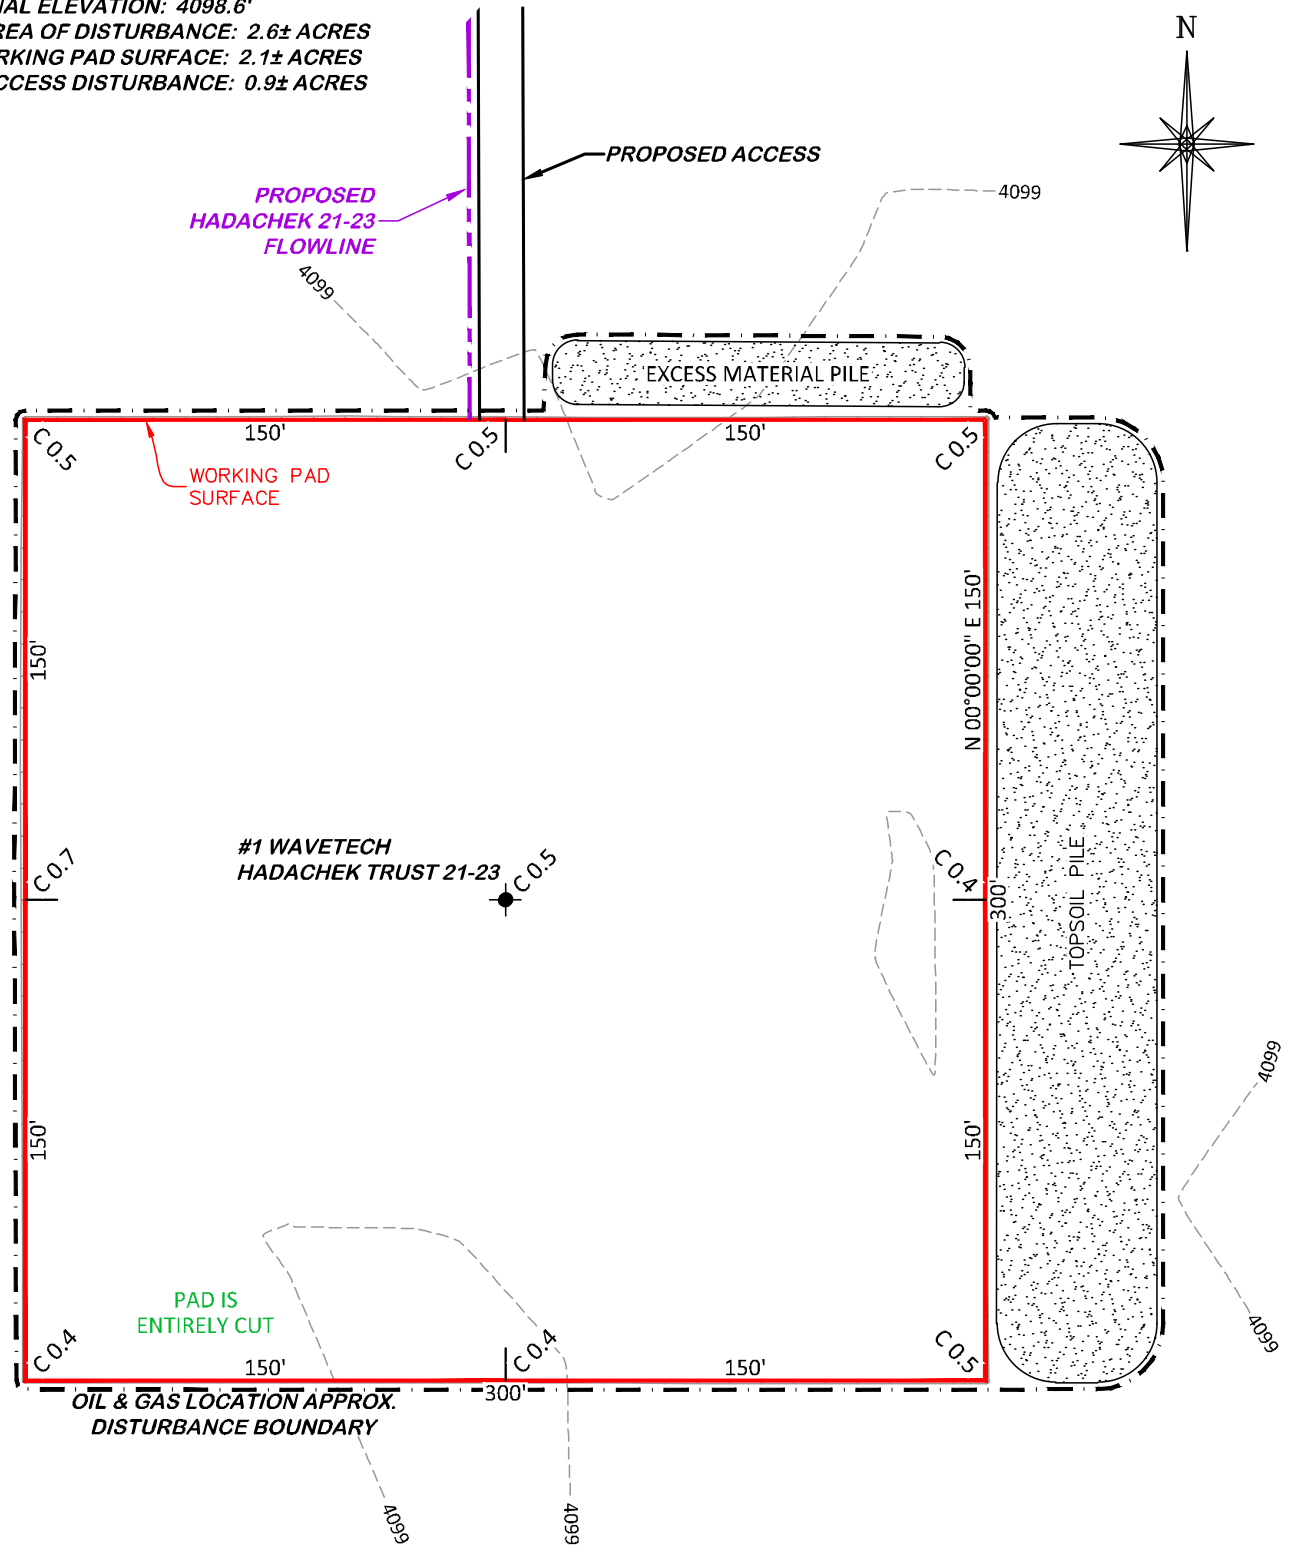 ELEVATION: 4098.6'
OF DISTURBANCE: 2.6± ACRES
PAD SURFACE: 2.1± ACRES
DISTURBANCE: 0.9± ACRES
N
PROPOSED ACCESS
PROPOSED
HADACHEK 21-23
FLOWLINE
4099
4099
EXCESS MATERIAL PILE
C 0.5
150'
C 0.5
150'
C 0.5
WORKING PAD
SURFACE
150'
N 00°00'00" E 150'
#1 WAVETECH
HADACHEK TRUST 21-23
C 0.7
C 0.5
C 0.4
300'
TOPSOIL PILE
150'
150'
4099
4099
PAD IS
ENTIRELY CUT
C 0.4
150'
C 0.4
150'
C 0.5
300'
OIL & GAS LOCATION APPROX.
DISTURBANCE BOUNDARY
4099
4099